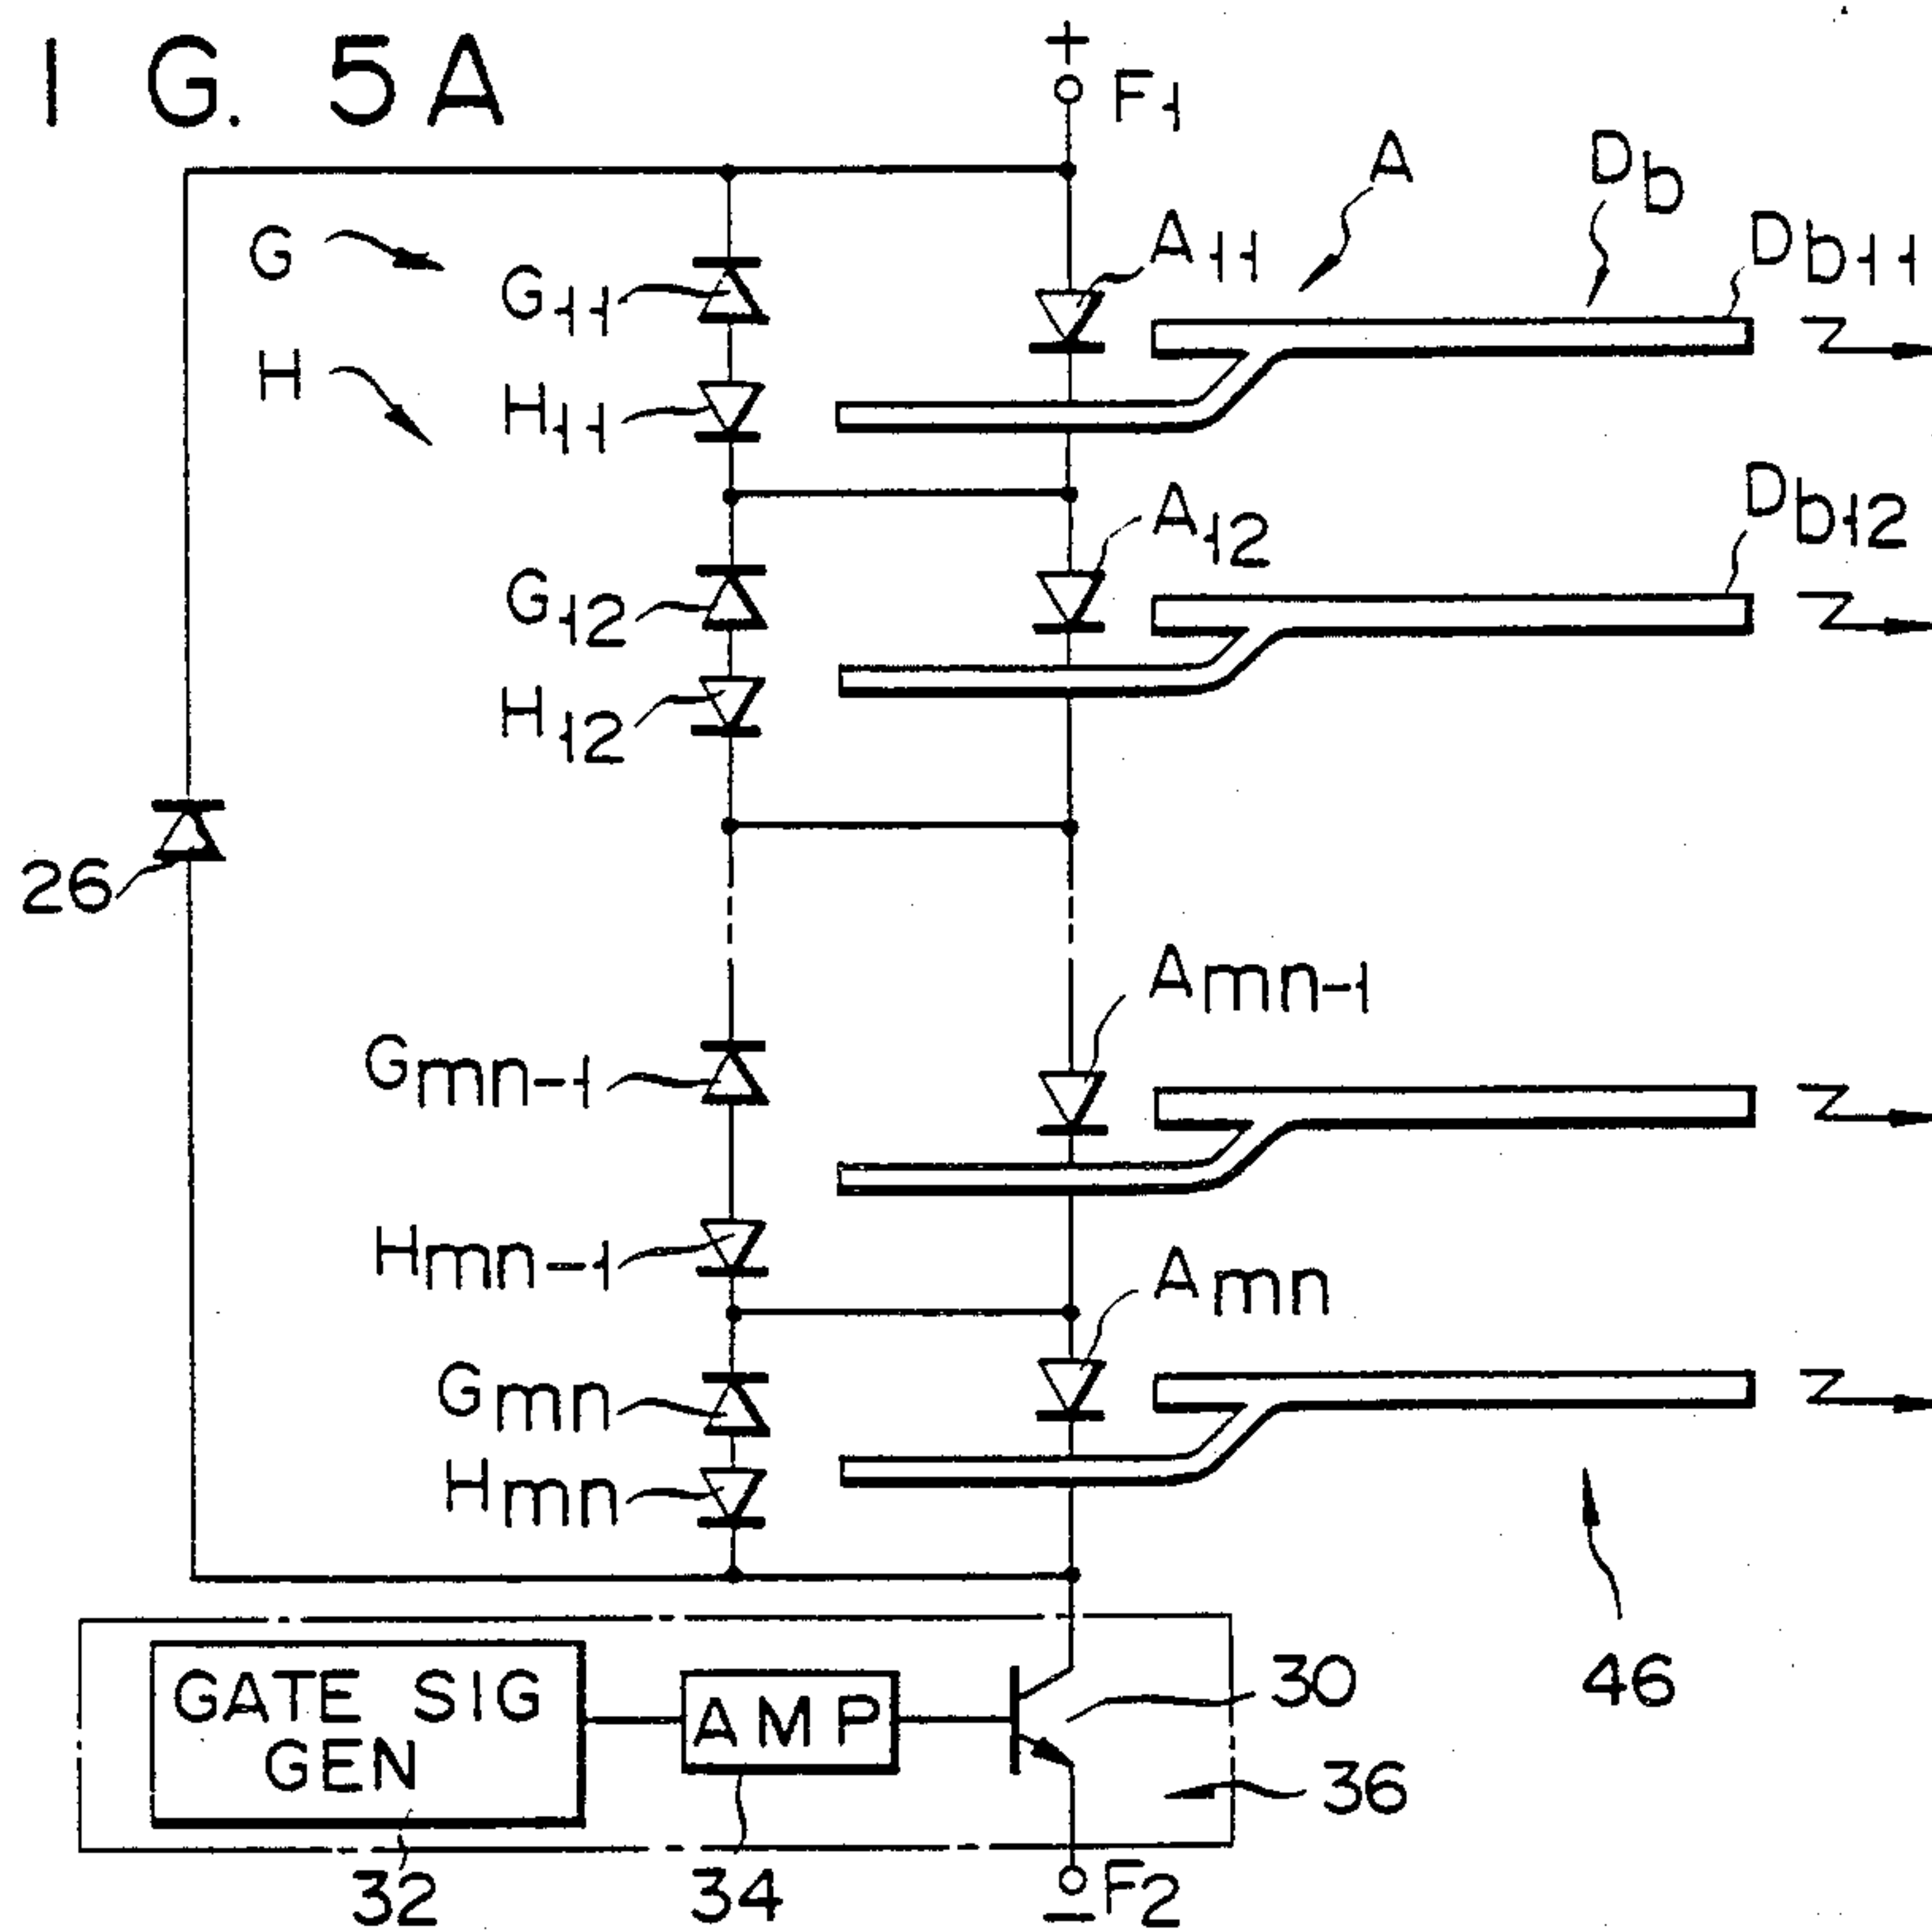 I G. 5A
+
F1
A
Db
G
A11
Db11
G11
H
H11
A12
Db12
G12
H12
26
Amn-1
Gmn-1
Hmn-1
Amn
Gmn
Hmn
GATE SIG
GEN
AMP
30
46
36
32
34
−F2